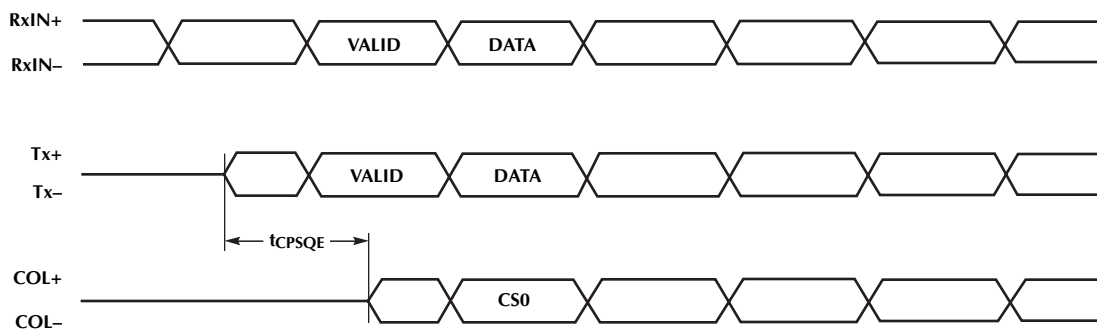 RxIN+
VALID DATA
RxIN–
Tx+
VALID DATA
Tx–
tCPSQE
COL+
CS0
COL–